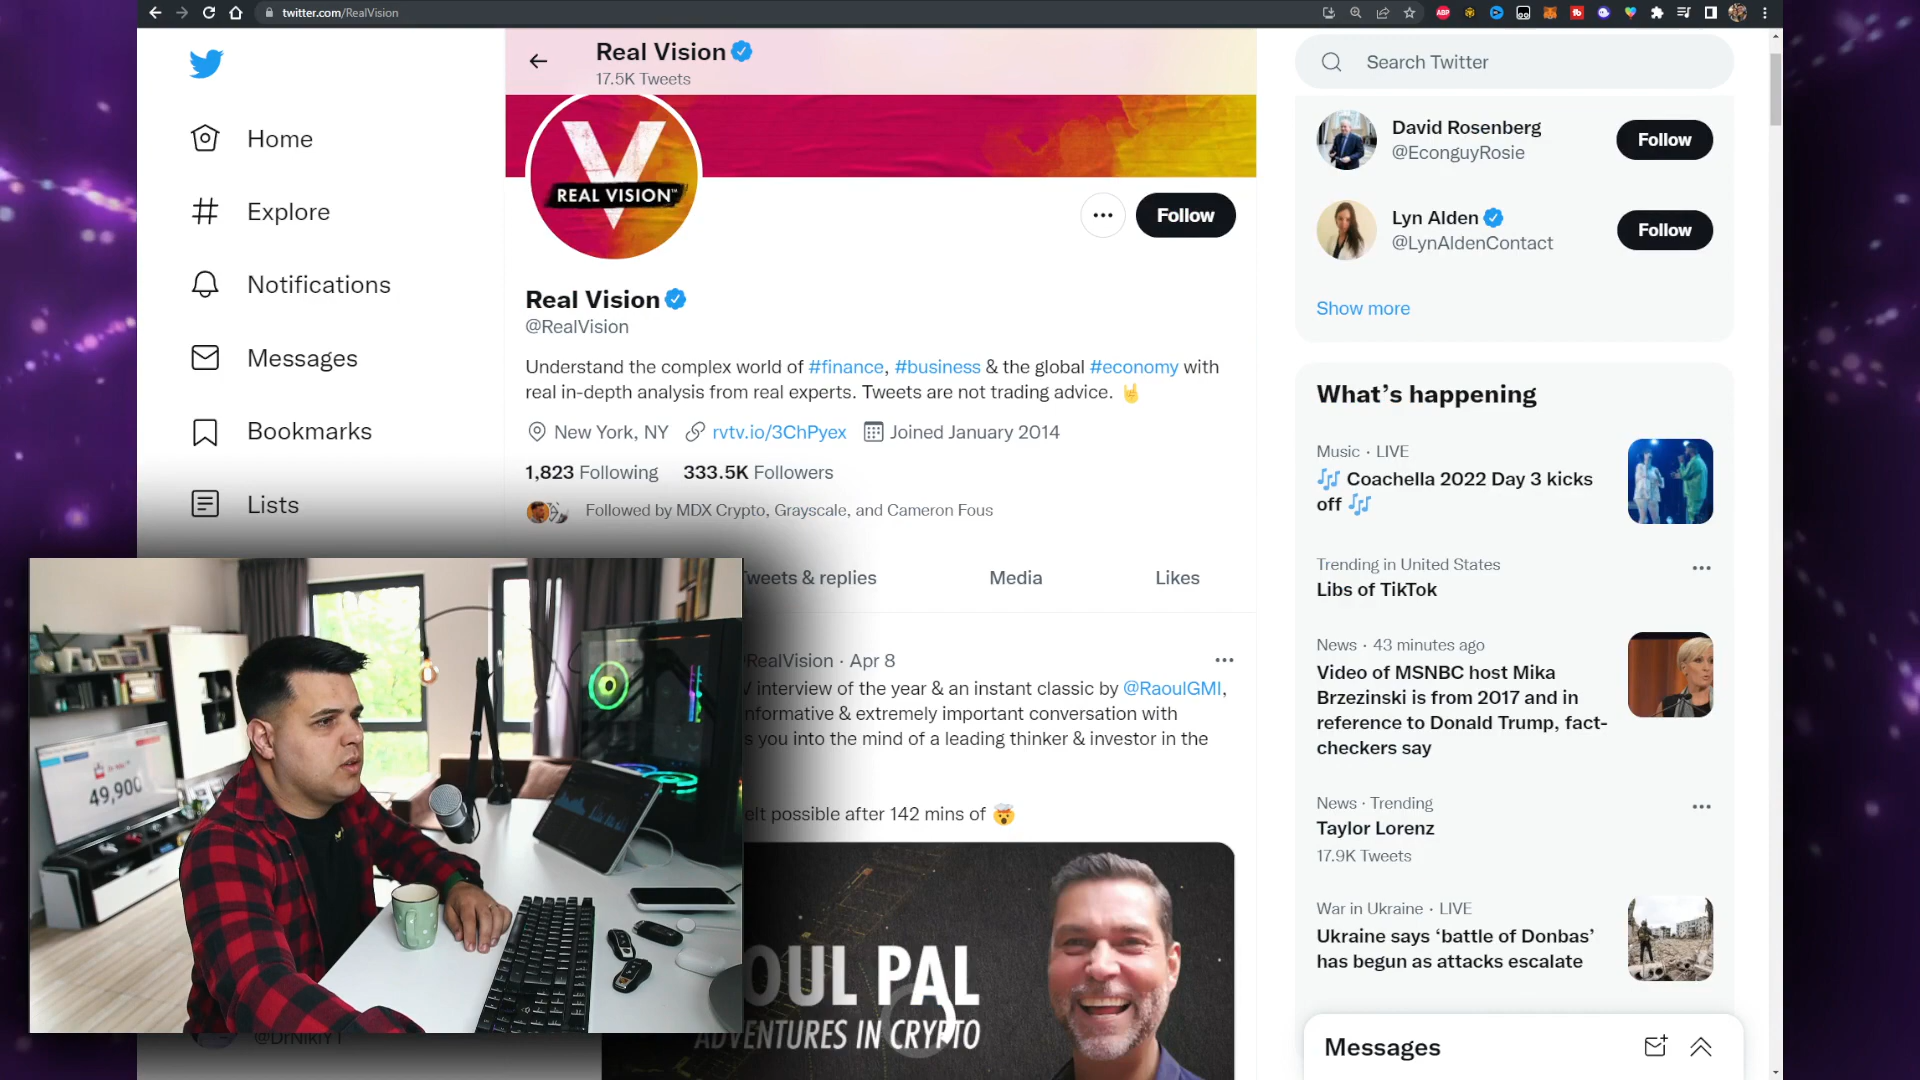 twitter.com/RealVision
ABP
Real Vision
17.5K Tweets
Search Twitter
Home
Explore
Notifications
Messages
Bookmarks
Lists
REAL VISION™
Follow
Real Vision
@RealVision
Understand the complex world of #finance, #business & the global #economy with
real in-depth analysis from real experts. Tweets are not trading advice. 🤘
New York, NY rvtv.io/3ChPyex Joined January 2014
1,823 Following 333.5K Followers
Followed by MDX Crypto, Grayscale, and Cameron Fous
Tweets & replies Media Likes
RealVision · Apr 8
interview of the year & an instant classic by @RaoulGMI,
nformative & extremely important conversation with
s you into the mind of a leading thinker & investor in the
elt possible after 142 mins of 🤯
OUL PAL
ADVENTURES IN CRYPTO
49,900
@DrNikiYT
David Rosenberg
@EconguyRosie
Follow
Lyn Alden
@LynAldenContact
Follow
Show more
What's happening
Music · LIVE
🎶 Coachella 2022 Day 3 kicks
off 🎶
Trending in United States
Libs of TikTok
News · 43 minutes ago
Video of MSNBC host Mika
Brzezinski is from 2017 and in
reference to Donald Trump, fact-
checkers say
News · Trending
Taylor Lorenz
17.9K Tweets
War in Ukraine · LIVE
Ukraine says ‘battle of Donbas’
has begun as attacks escalate
Messages